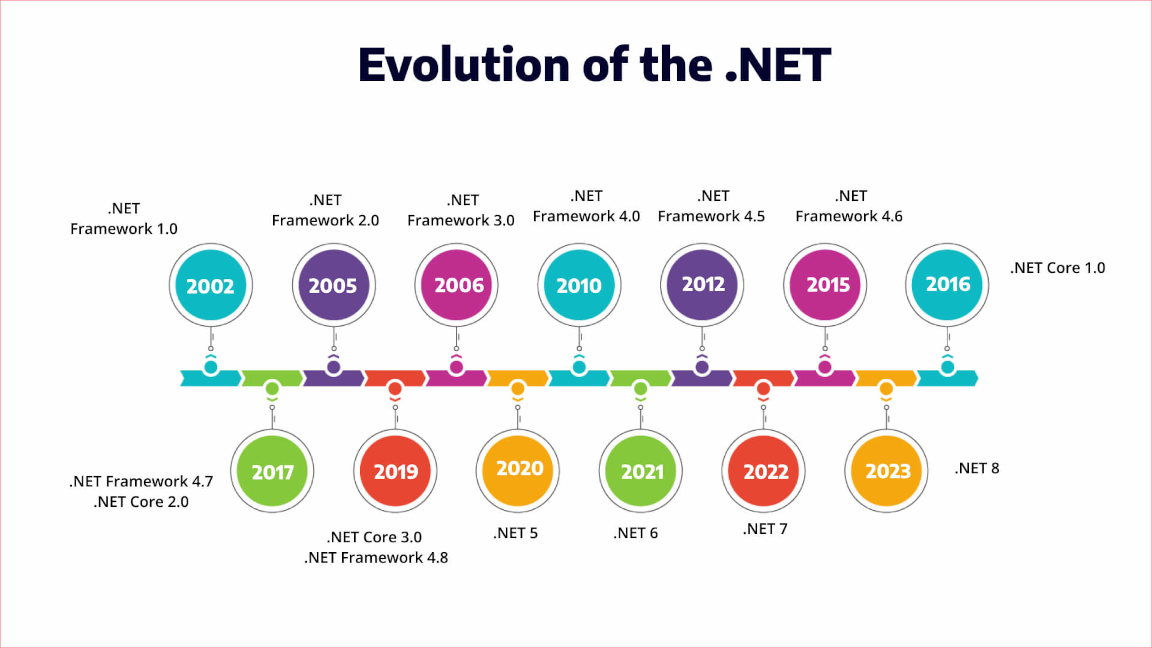 Evolution of the .NET
.NET
Framework 1.0
.NET
Framework 2.0
.NET
Framework 3.0
.NET
Framework 4.0
.NET
Framework 4.5
.NET
Framework 4.6
.NET Core 1.0
2002
2005
2006
2010
2012
2015
2016
2017
2019
2020
2021
2022
2023
.NET Framework 4.7
.NET Core 2.0
.NET Core 3.0
.NET Framework 4.8
.NET 5
.NET 6
.NET 7
.NET 8